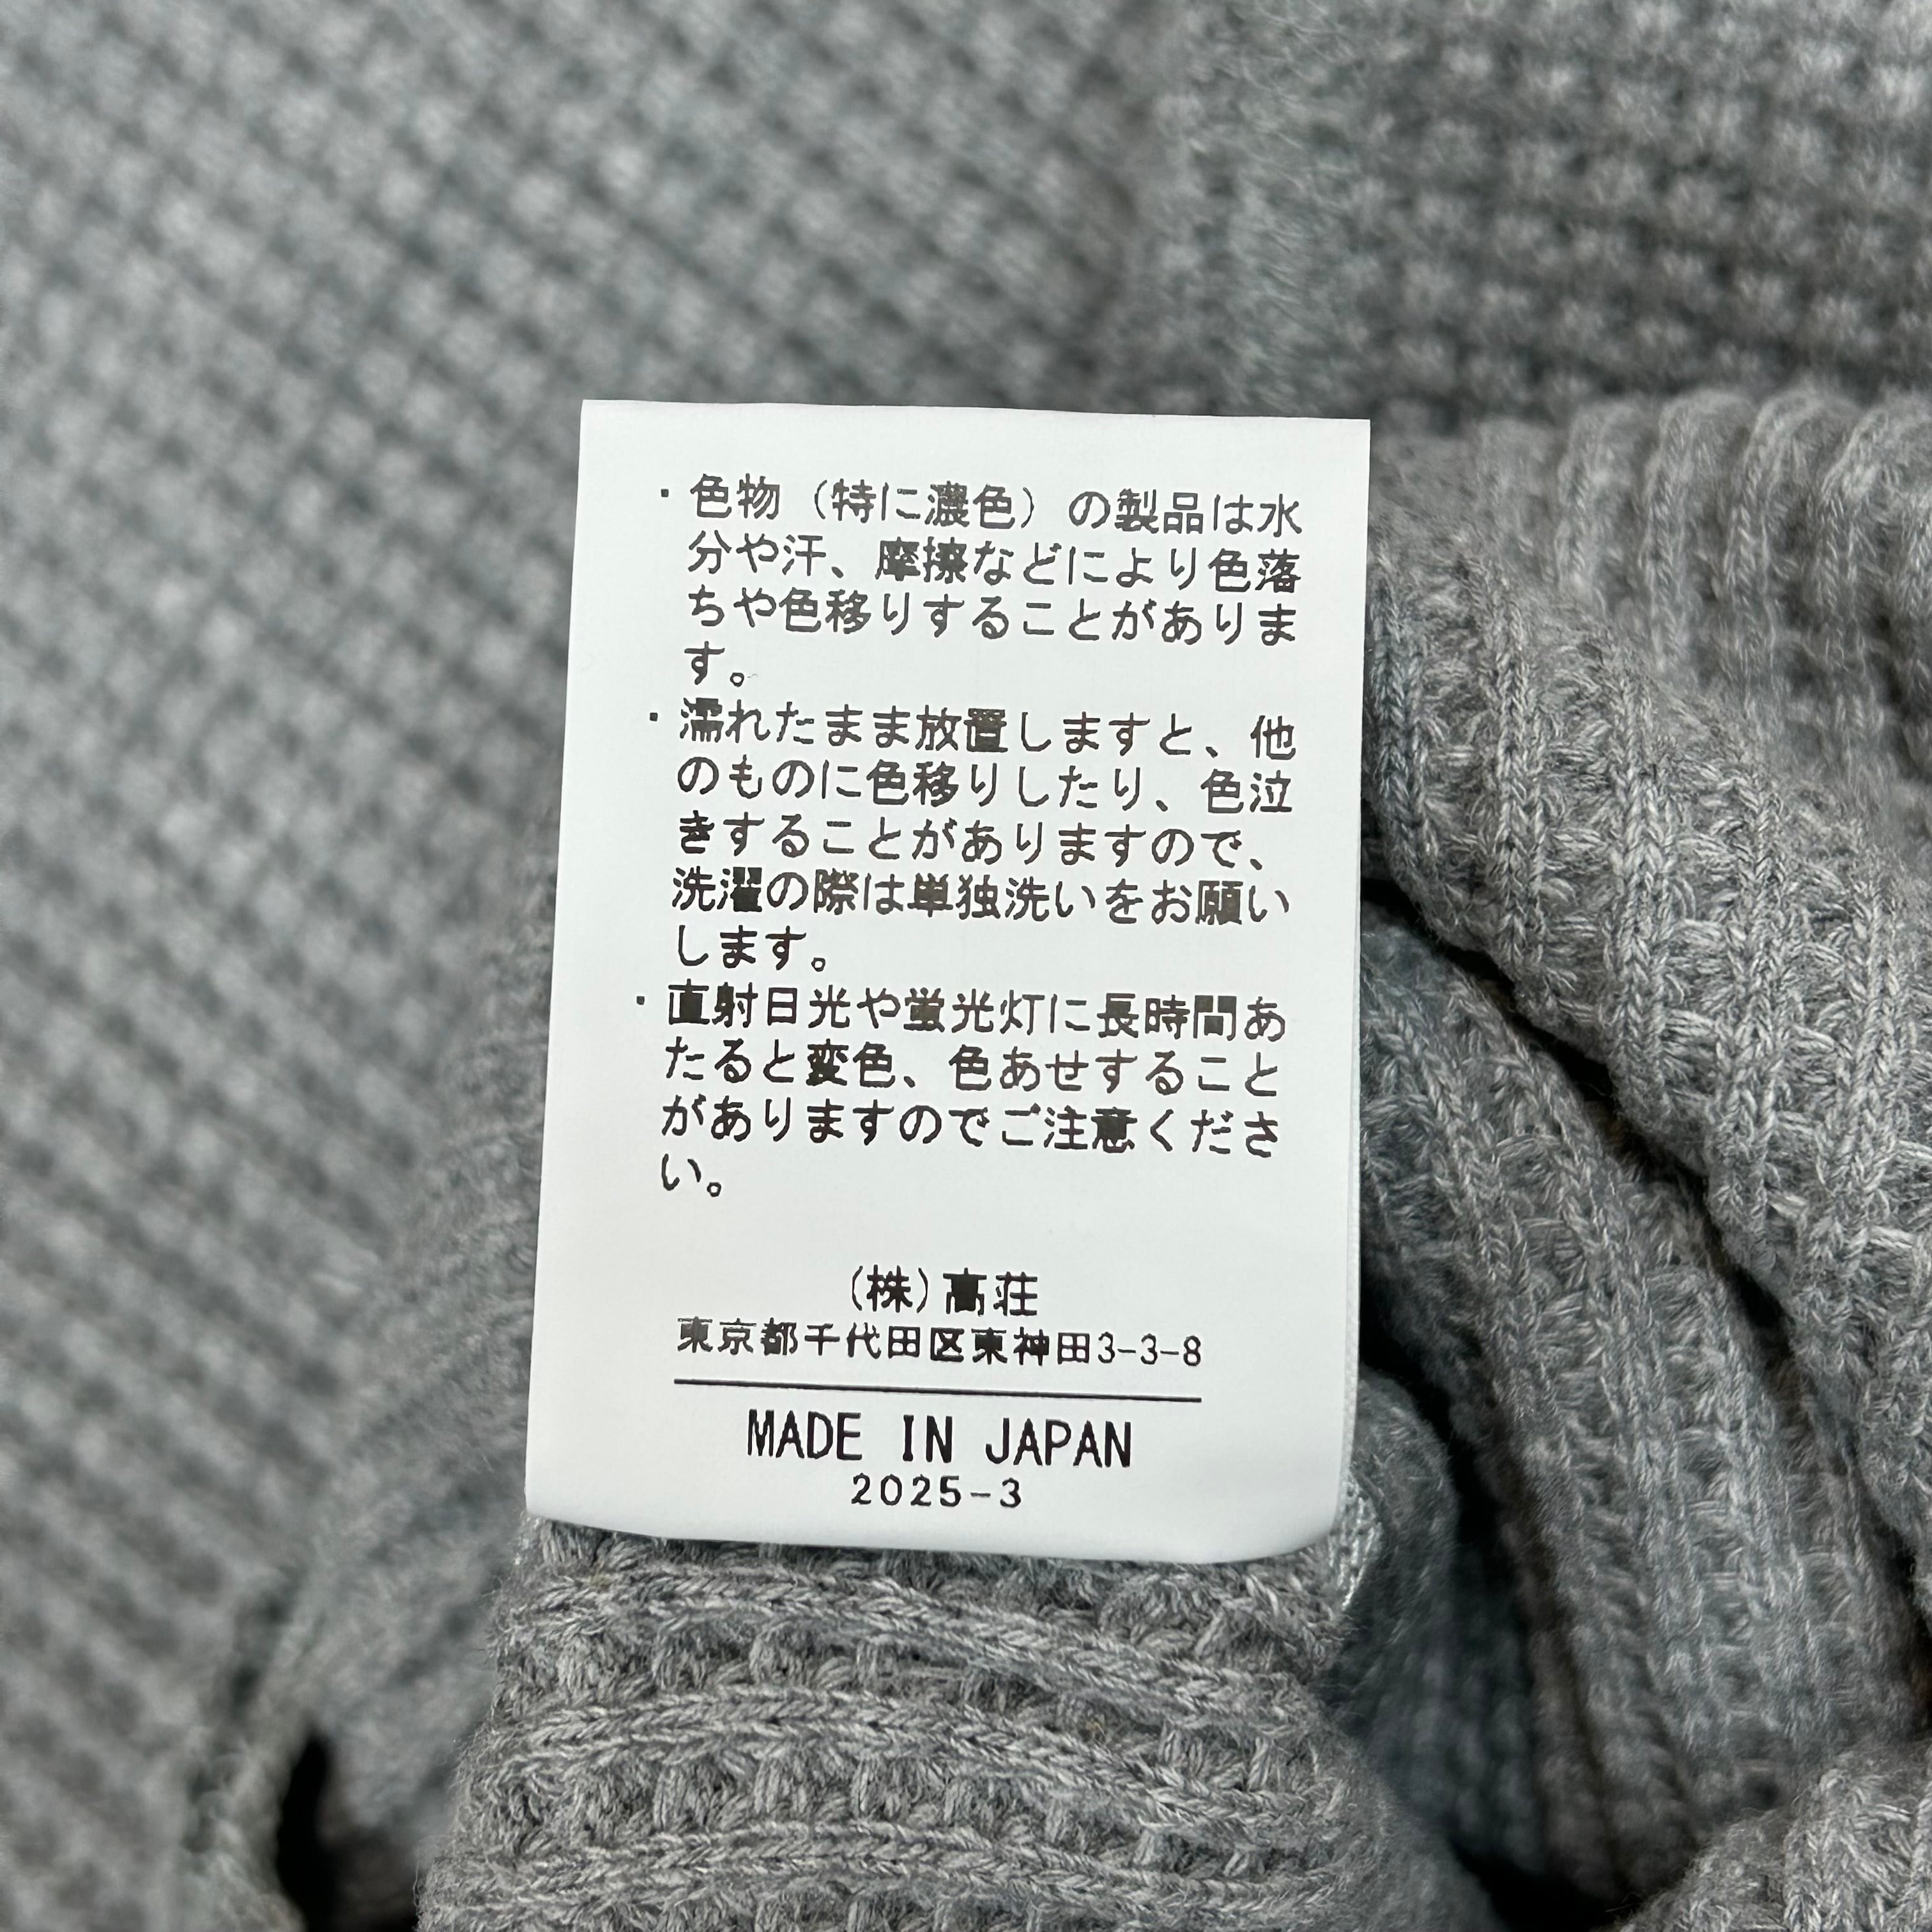 ・色物（特に濃色）の製品は水
分や汗、摩擦などにより色落
ちや色移りすることがありま
す。
・濡れたまま放置しますと、他
のものに色移りしたり、色泣
きすることがありますので、
洗濯の際は単独洗いをお願い
します。
・直射日光や蛍光灯に長時間あ
たると変色、色あせすること
がありますのでご注意くださ
い。
(株)高荘
東京都千代田区東神田3-3-8
MADE IN JAPAN
2025-3